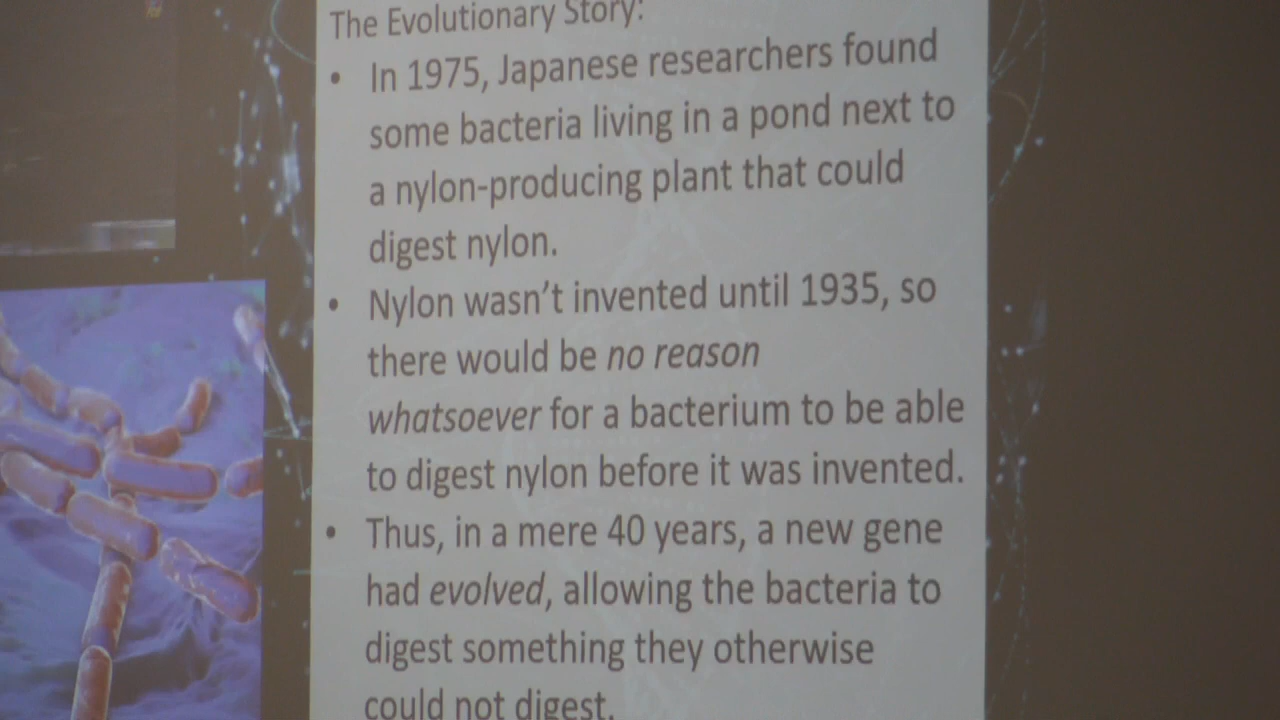 The Evolutionary Story:
• In 1975, Japanese researchers found
some bacteria living in a pond next to
a nylon-producing plant that could
digest nylon.
• Nylon wasn’t invented until 1935, so
there would be no reason
whatsoever for a bacterium to be able
to digest nylon before it was invented.
• Thus, in a mere 40 years, a new gene
had evolved, allowing the bacteria to
digest something they otherwise
could not digest.